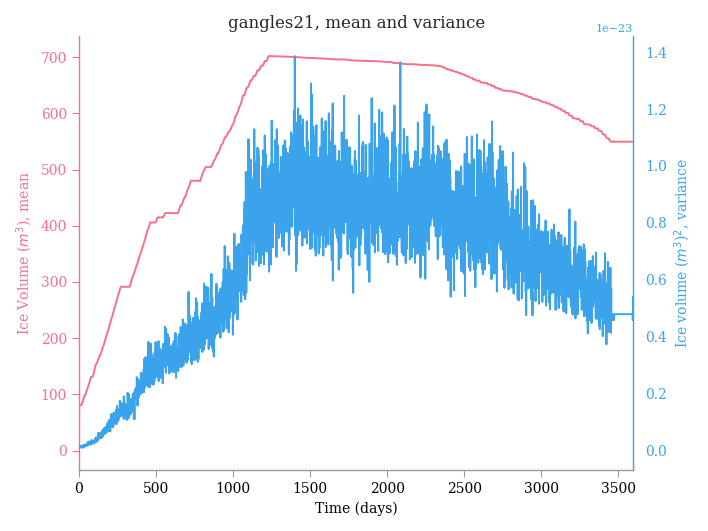 gangles21, mean and variance
1e−23
Ice Volume (m³), mean
700
600
500
400
300
200
100
0
1.4
1.2
1.0
0.8
0.6
0.4
0.2
0.0
Ice volume (m³)², variance
0 500 1000 1500 2000 2500 3000 3500
Time (days)